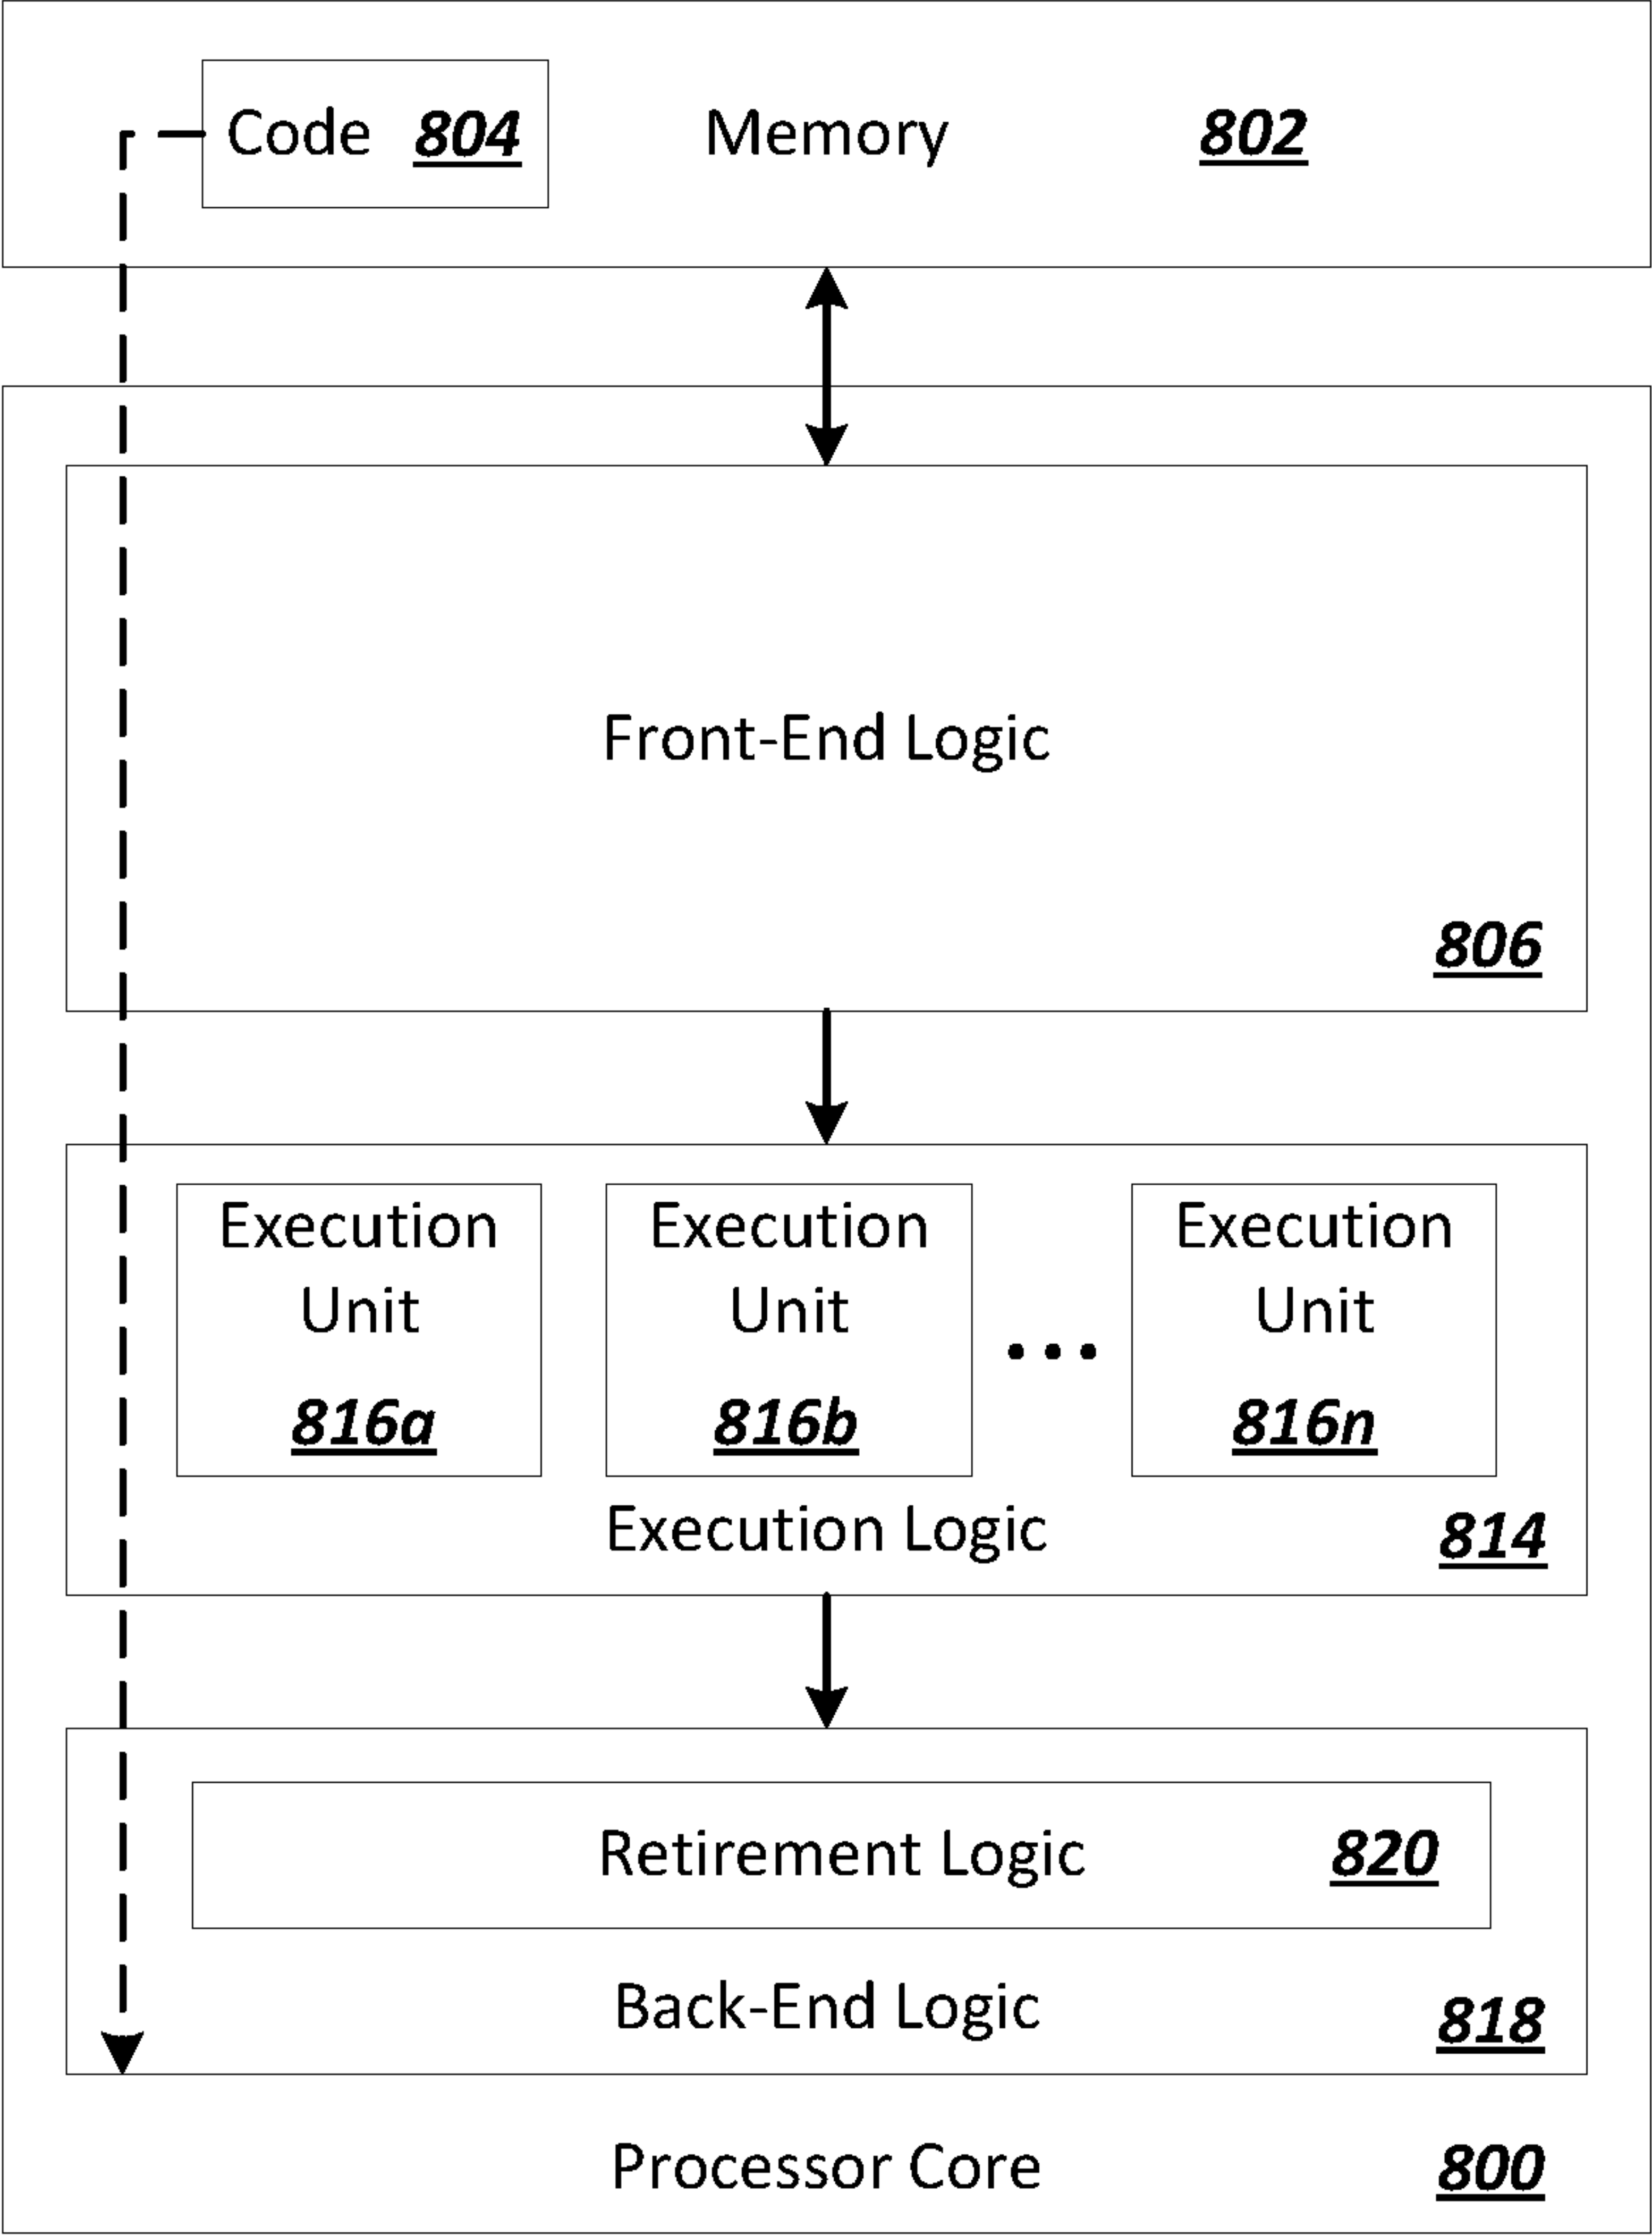 Code 804 Memory 802
Front-End Logic
806
Execution Execution Execution
Unit Unit Unit
...
816a 816b 816n
Execution Logic 814
Retirement Logic 820
Back-End Logic 818
Processor Core 800